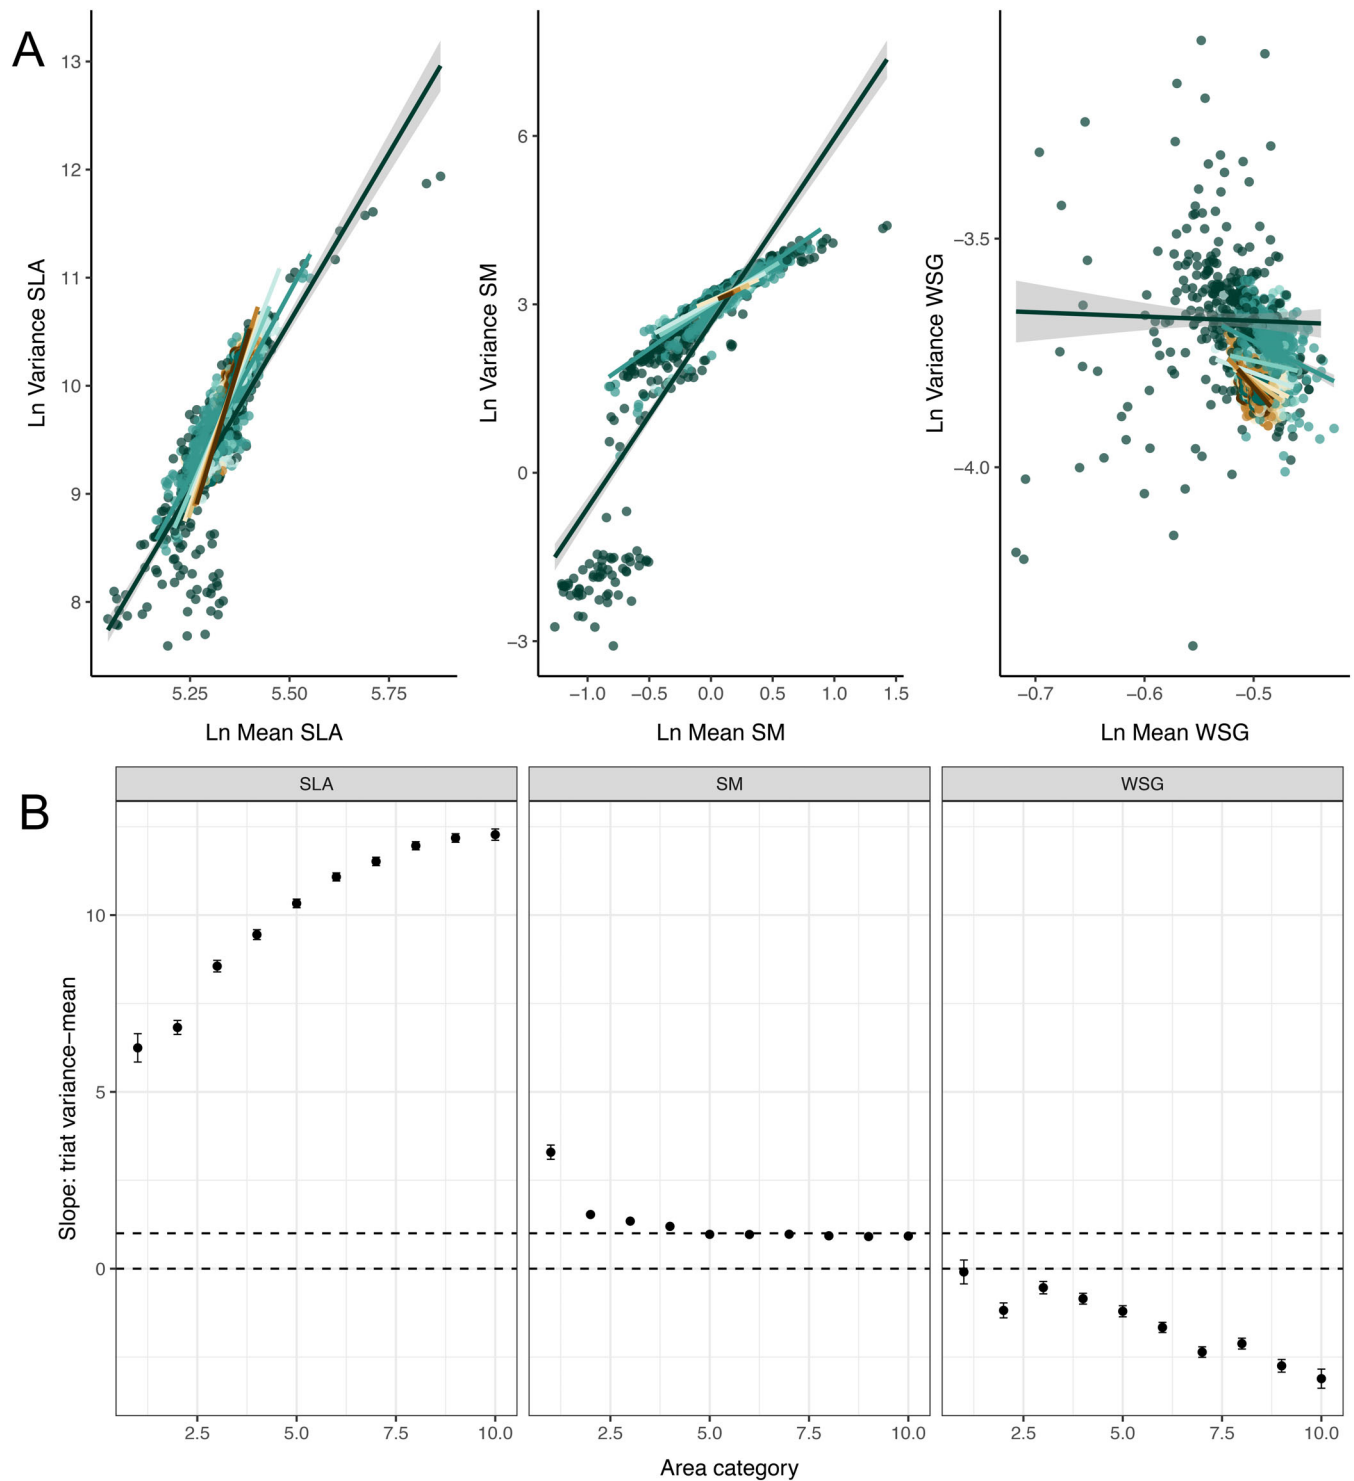 A
13
12
11
10
9
8
Ln Variance SLA
5.25 5.50 5.75
Ln Mean SLA
6
3
0
−3
Ln Variance SM
−1.0 −0.5 0.0 0.5 1.0 1.5
Ln Mean SM
−3.5
−4.0
Ln Variance WSG
−0.7 −0.6 −0.5
Ln Mean WSG
B
SLA SM WSG
10
5
0
Slope: triat variance−mean
2.5 5.0 7.5 10.0 2.5 5.0 7.5 10.0 2.5 5.0 7.5 10.0
Area category